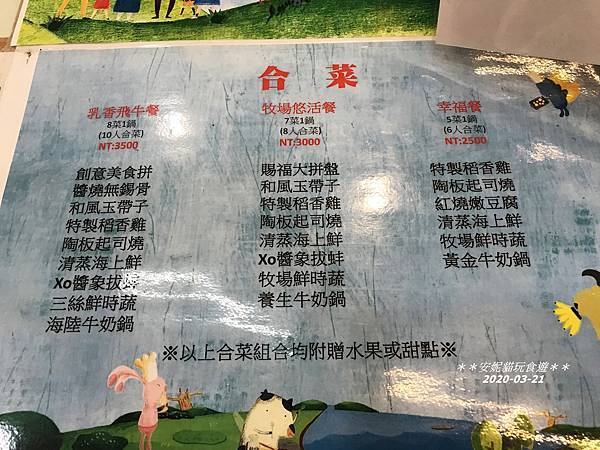 合菜
乳香飛牛餐
8菜1鍋
(10人合菜)
NT:3500
創意美食拼
醬燒無錫骨
和風玉帶子
特製稻香雞
陶板起司燒
清蒸海上鮮
Xo醬象拔蚌
三絲鮮時蔬
海陸牛奶鍋
牧場悠活餐
7菜1鍋
(8人合菜)
NT:3000
賜福大拼盤
和風玉帶子
特製稻香雞
陶板起司燒
清蒸海上鮮
Xo醬象拔蚌
牧場鮮時蔬
養生牛奶鍋
幸福餐
5菜1鍋
(6人合菜)
NT:2500
特製稻香雞
陶板起司燒
紅燒嫩豆腐
清蒸海上鮮
牧場鮮時蔬
黃金牛奶鍋
※以上合菜組合均附贈水果或甜點※
＊＊安妮貓玩食遊＊＊
2020-03-21